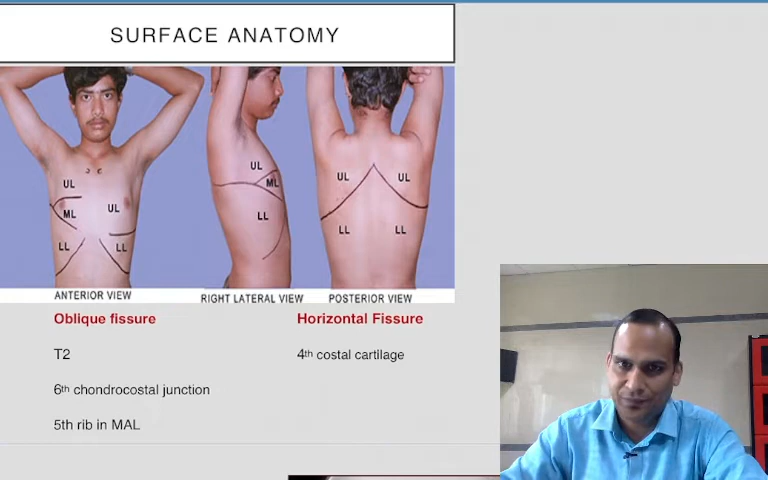 SURFACE ANATOMY
UL
ML
UL
LL
LL
UL
ML
LL
UL
UL
LL
LL
ANTERIOR VIEW
RIGHT LATERAL VIEW
POSTERIOR VIEW
Oblique fissure
Horizontal Fissure
T2
4th costal cartilage
6th chondrocostal junction
5th rib in MAL